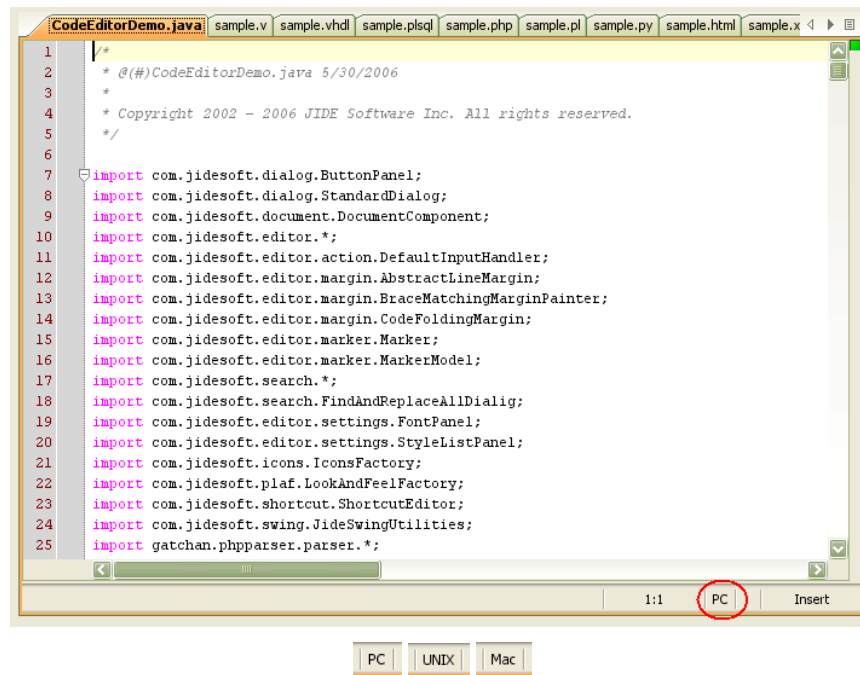 CodeEditorDemo.java sample.v sample.vhdl sample.plsql sample.php sample.pl sample.py sample.html sample.x
1 /*
2 * @(#)CodeEditorDemo.java 5/30/2006
3 *
4 * Copyright 2002 - 2006 JIDE Software Inc. All rights reserved.
5 */
6
7 import com.jidesoft.dialog.ButtonPanel;
8 import com.jidesoft.dialog.StandardDialog;
9 import com.jidesoft.document.DocumentComponent;
10 import com.jidesoft.editor.*;
11 import com.jidesoft.editor.action.DefaultInputHandler;
12 import com.jidesoft.editor.margin.AbstractLineMargin;
13 import com.jidesoft.editor.margin.BraceMatchingMarginPainter;
14 import com.jidesoft.editor.margin.CodeFoldingMargin;
15 import com.jidesoft.editor.marker.Marker;
16 import com.jidesoft.editor.marker.MarkerModel;
17 import com.jidesoft.search.*;
18 import com.jidesoft.search.FindAndReplaceAllDialig;
19 import com.jidesoft.editor.settings.FontPanel;
20 import com.jidesoft.editor.settings.StyleListPanel;
21 import com.jidesoft.icons.IconsFactory;
22 import com.jidesoft.plaf.LookAndFeelFactory;
23 import com.jidesoft.shortcut.ShortcutEditor;
24 import com.jidesoft.swing.JideSwingUtilities;
25 import gatchan.phpparser.parser.*;
1:1 PC Insert
PC UNIX Mac